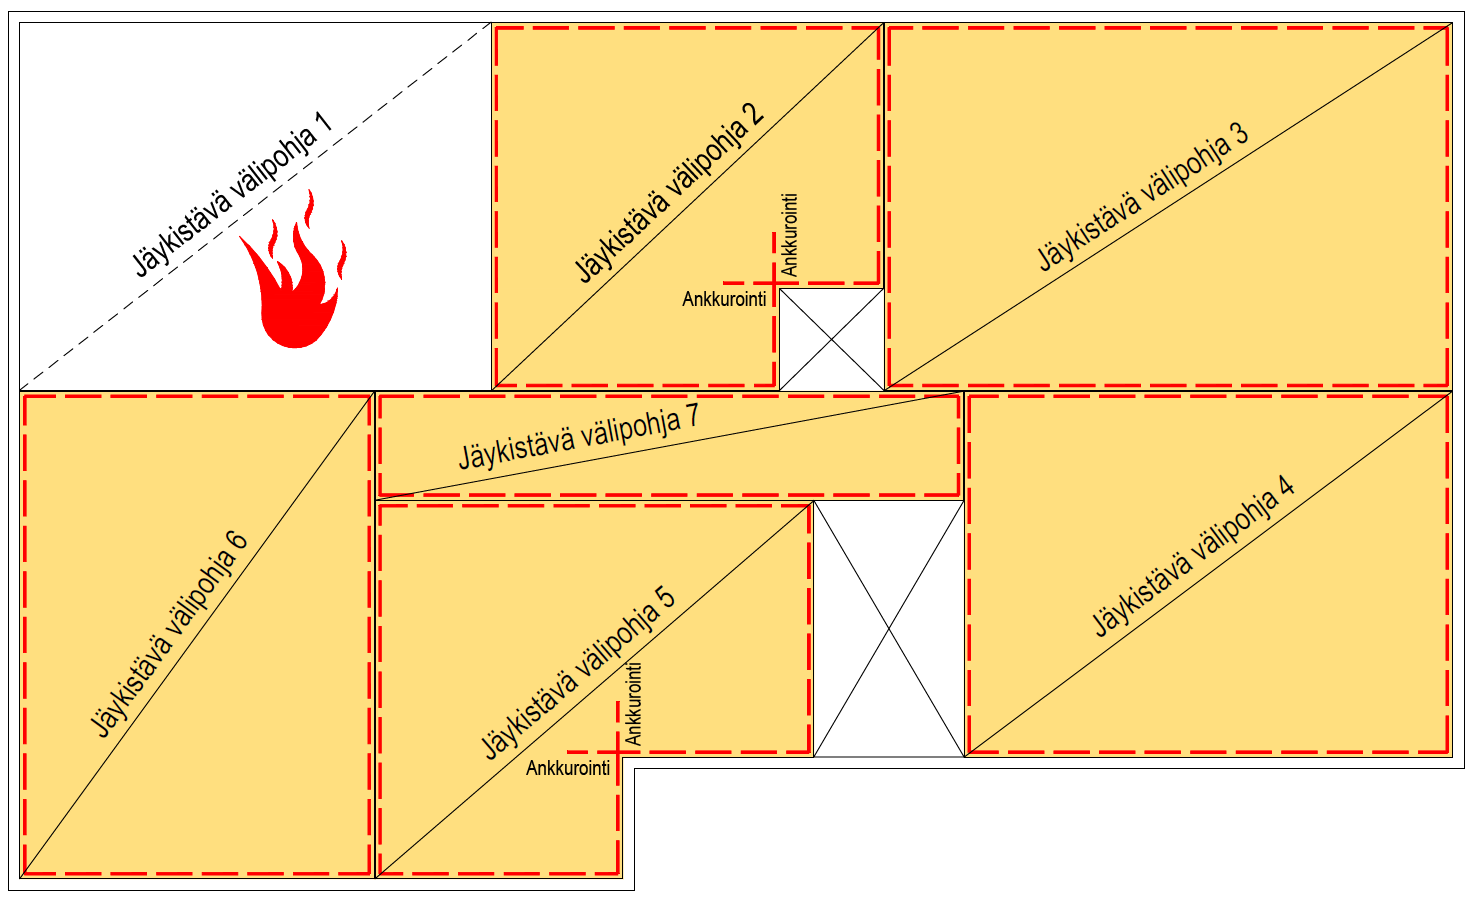 Jäykistävä välipohja 1
Jäykistävä välipohja 2
Jäykistävä välipohja 3
Ankkurointi
Ankkurointi
Jäykistävä välipohja 7
Jäykistävä välipohja 6
Jäykistävä välipohja 5
Jäykistävä välipohja 4
Ankkurointi
Ankkurointi